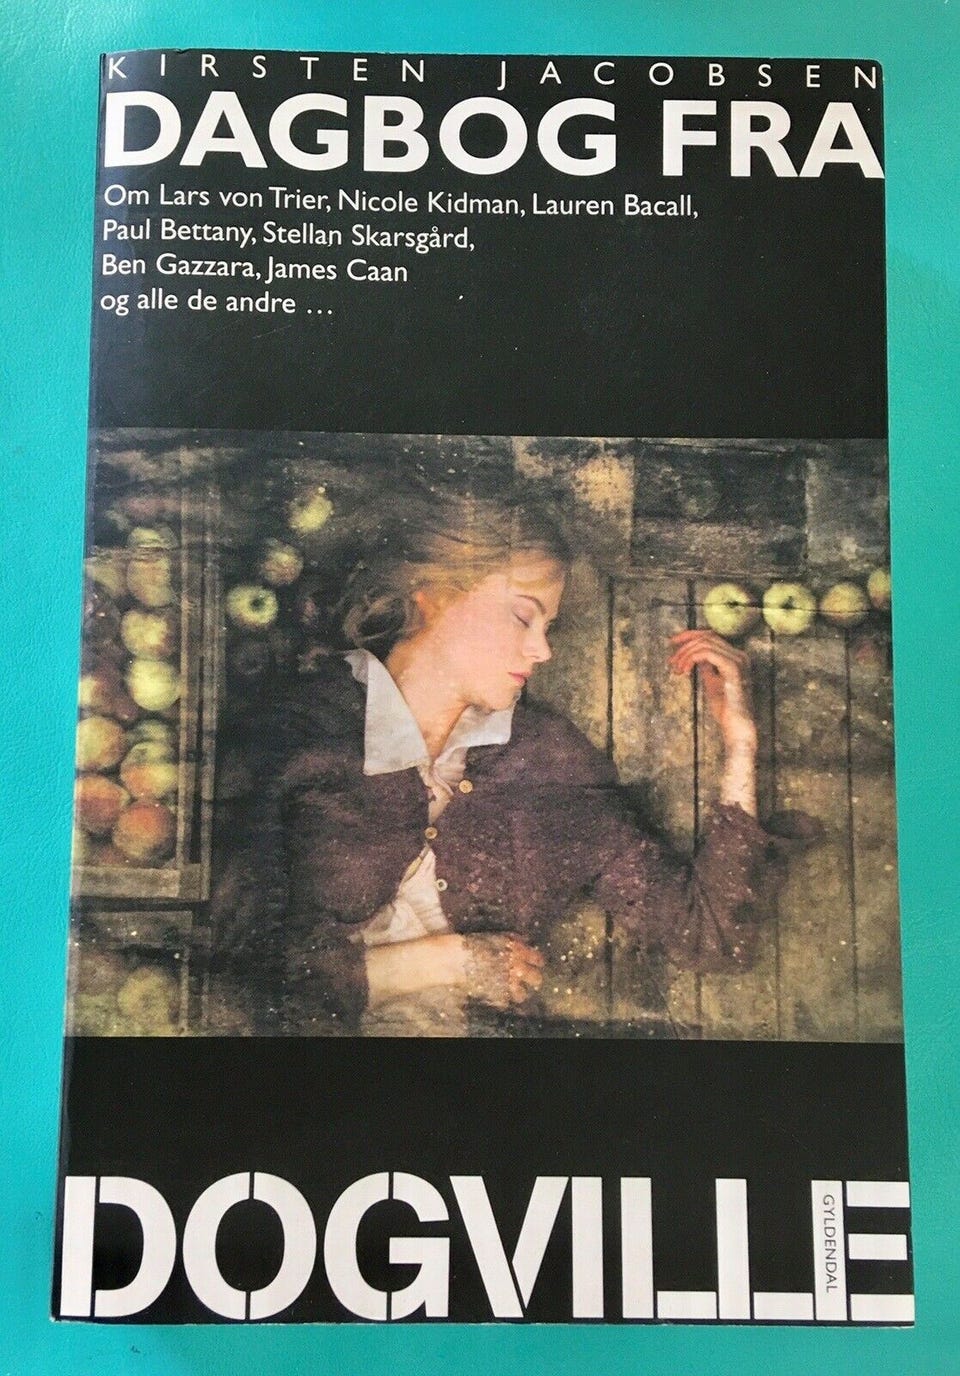 KIRSTEN JACOBSEN
DAGBOG FRA
Om Lars von Trier, Nicole Kidman, Lauren Bacall,
Paul Bettany, Stellan Skarsgård,
Ben Gazzara, James Caan
og alle de andre ...
DOGVILLE
GYLDENDAL